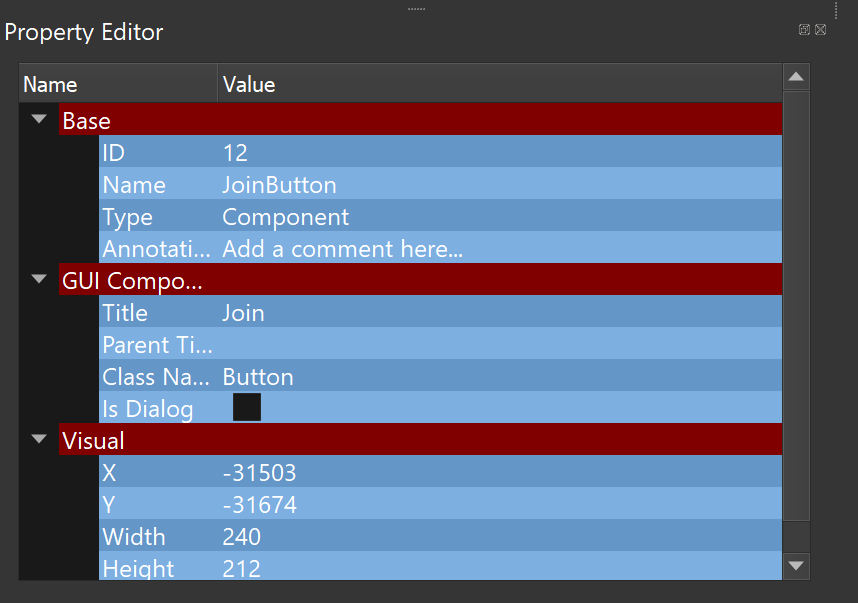 Property Editor
Name Value
Base
ID 12
Name JoinButton
Type Component
Annotati... Add a comment here...
GUI Compo...
Title Join
Parent Ti...
Class Na... Button
Is Dialog
Visual
X -31503
Y -31674
Width 240
Height 212